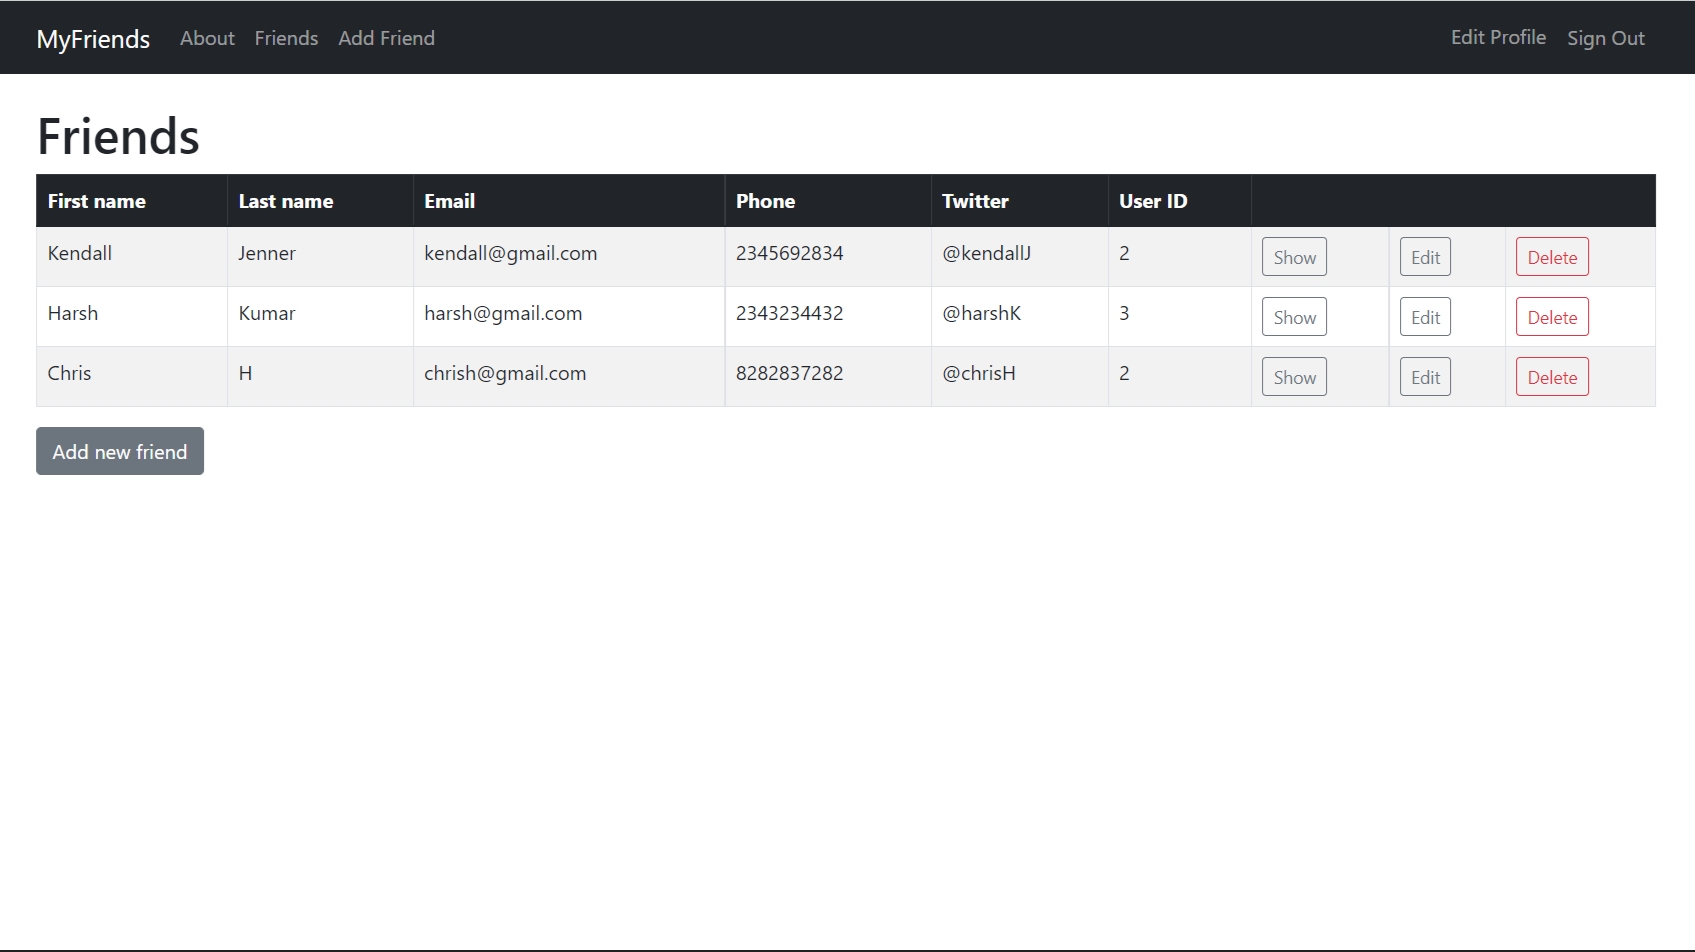 MyFriends About Friends Add Friend Edit Profile Sign Out
Friends
First name Last name Email Phone Twitter User ID
Kendall Jenner kendall@gmail.com 2345692834 @kendallJ 2 Show Edit Delete
Harsh Kumar harsh@gmail.com 2343234432 @harshK 3 Show Edit Delete
Chris H chrish@gmail.com 8282837282 @chrisH 2 Show Edit Delete
Add new friend